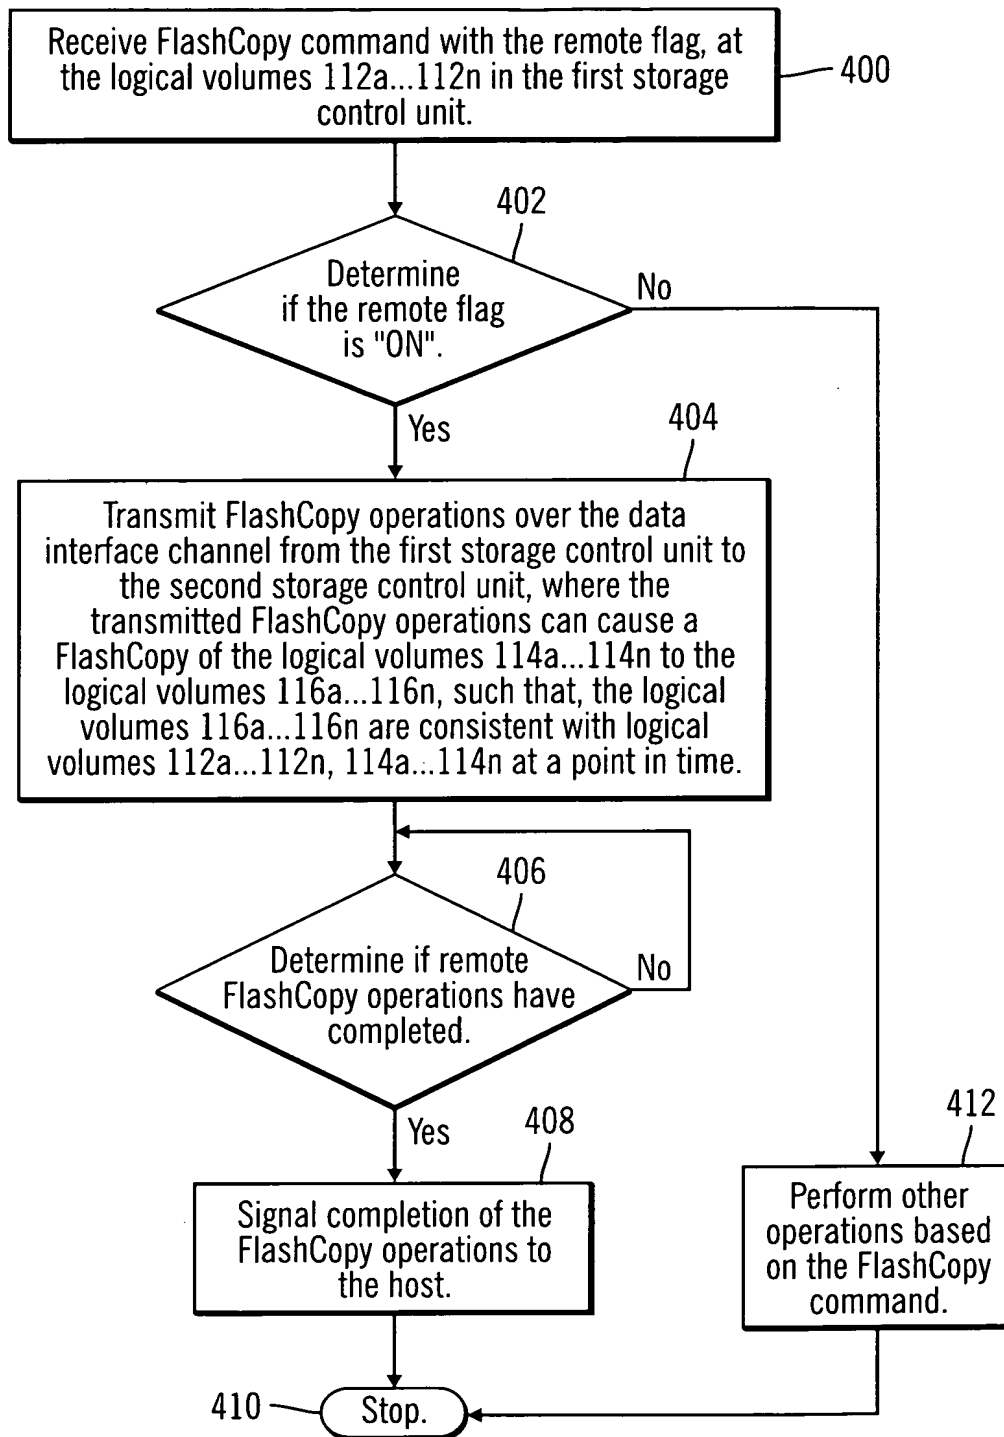 Receive FlashCopy command with the remote flag, at
the logical volumes 112a...112n in the first storage
control unit.
400
402
Determine
if the remote flag
is "ON".
No
Yes
404
Transmit FlashCopy operations over the data
interface channel from the first storage control unit to
the second storage control unit, where the
transmitted FlashCopy operations can cause a
FlashCopy of the logical volumes 114a...114n to the
logical volumes 116a...116n, such that, the logical
volumes 116a...116n are consistent with logical
volumes 112a...112n, 114a...114n at a point in time.
406
Determine if remote
FlashCopy operations have
completed.
No
Yes
408
Signal completion of the
FlashCopy operations to
the host.
412
Perform other
operations based
on the FlashCopy
command.
410
Stop.